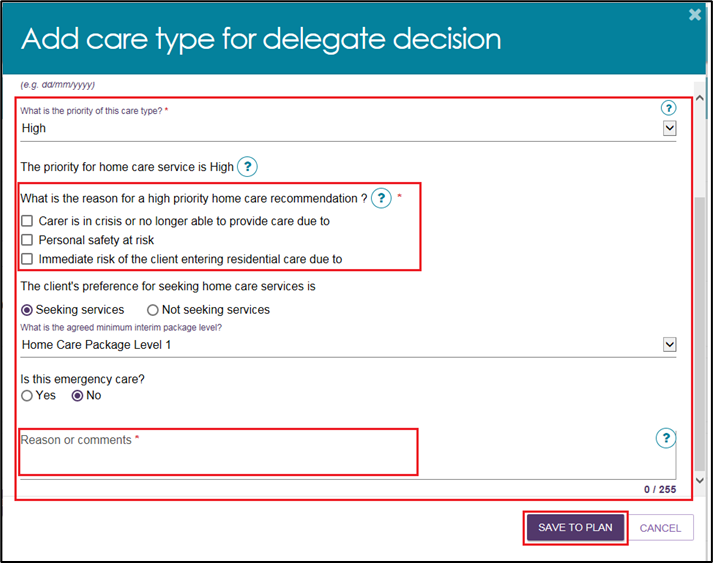 Add care type for delegate decision
(e.g. dd/mm/yyyy)
What is the priority of this care type? *
?
High
The priority for home care service is High ?
What is the reason for a high priority home care recommendation ? ? *
Carer is in crisis or no longer able to provide care due to
Personal safety at risk
Immediate risk of the client entering residential care due to
The client's preference for seeking home care services is
Seeking services Not seeking services
What is the agreed minimum interim package level?
Home Care Package Level 1
Is this emergency care?
Yes No
Reason or comments *
?
0 / 255
SAVE TO PLAN CANCEL